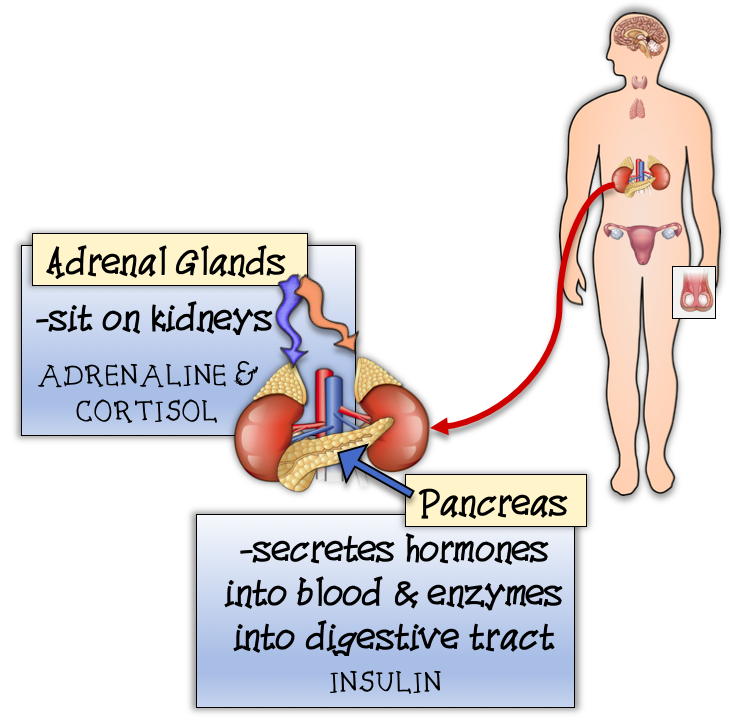 Adrenal Glands
-sit on kidneys
ADRENALINE &
CORTISOL
Pancreas
-secretes hormones
into blood & enzymes
into digestive tract
INSULIN